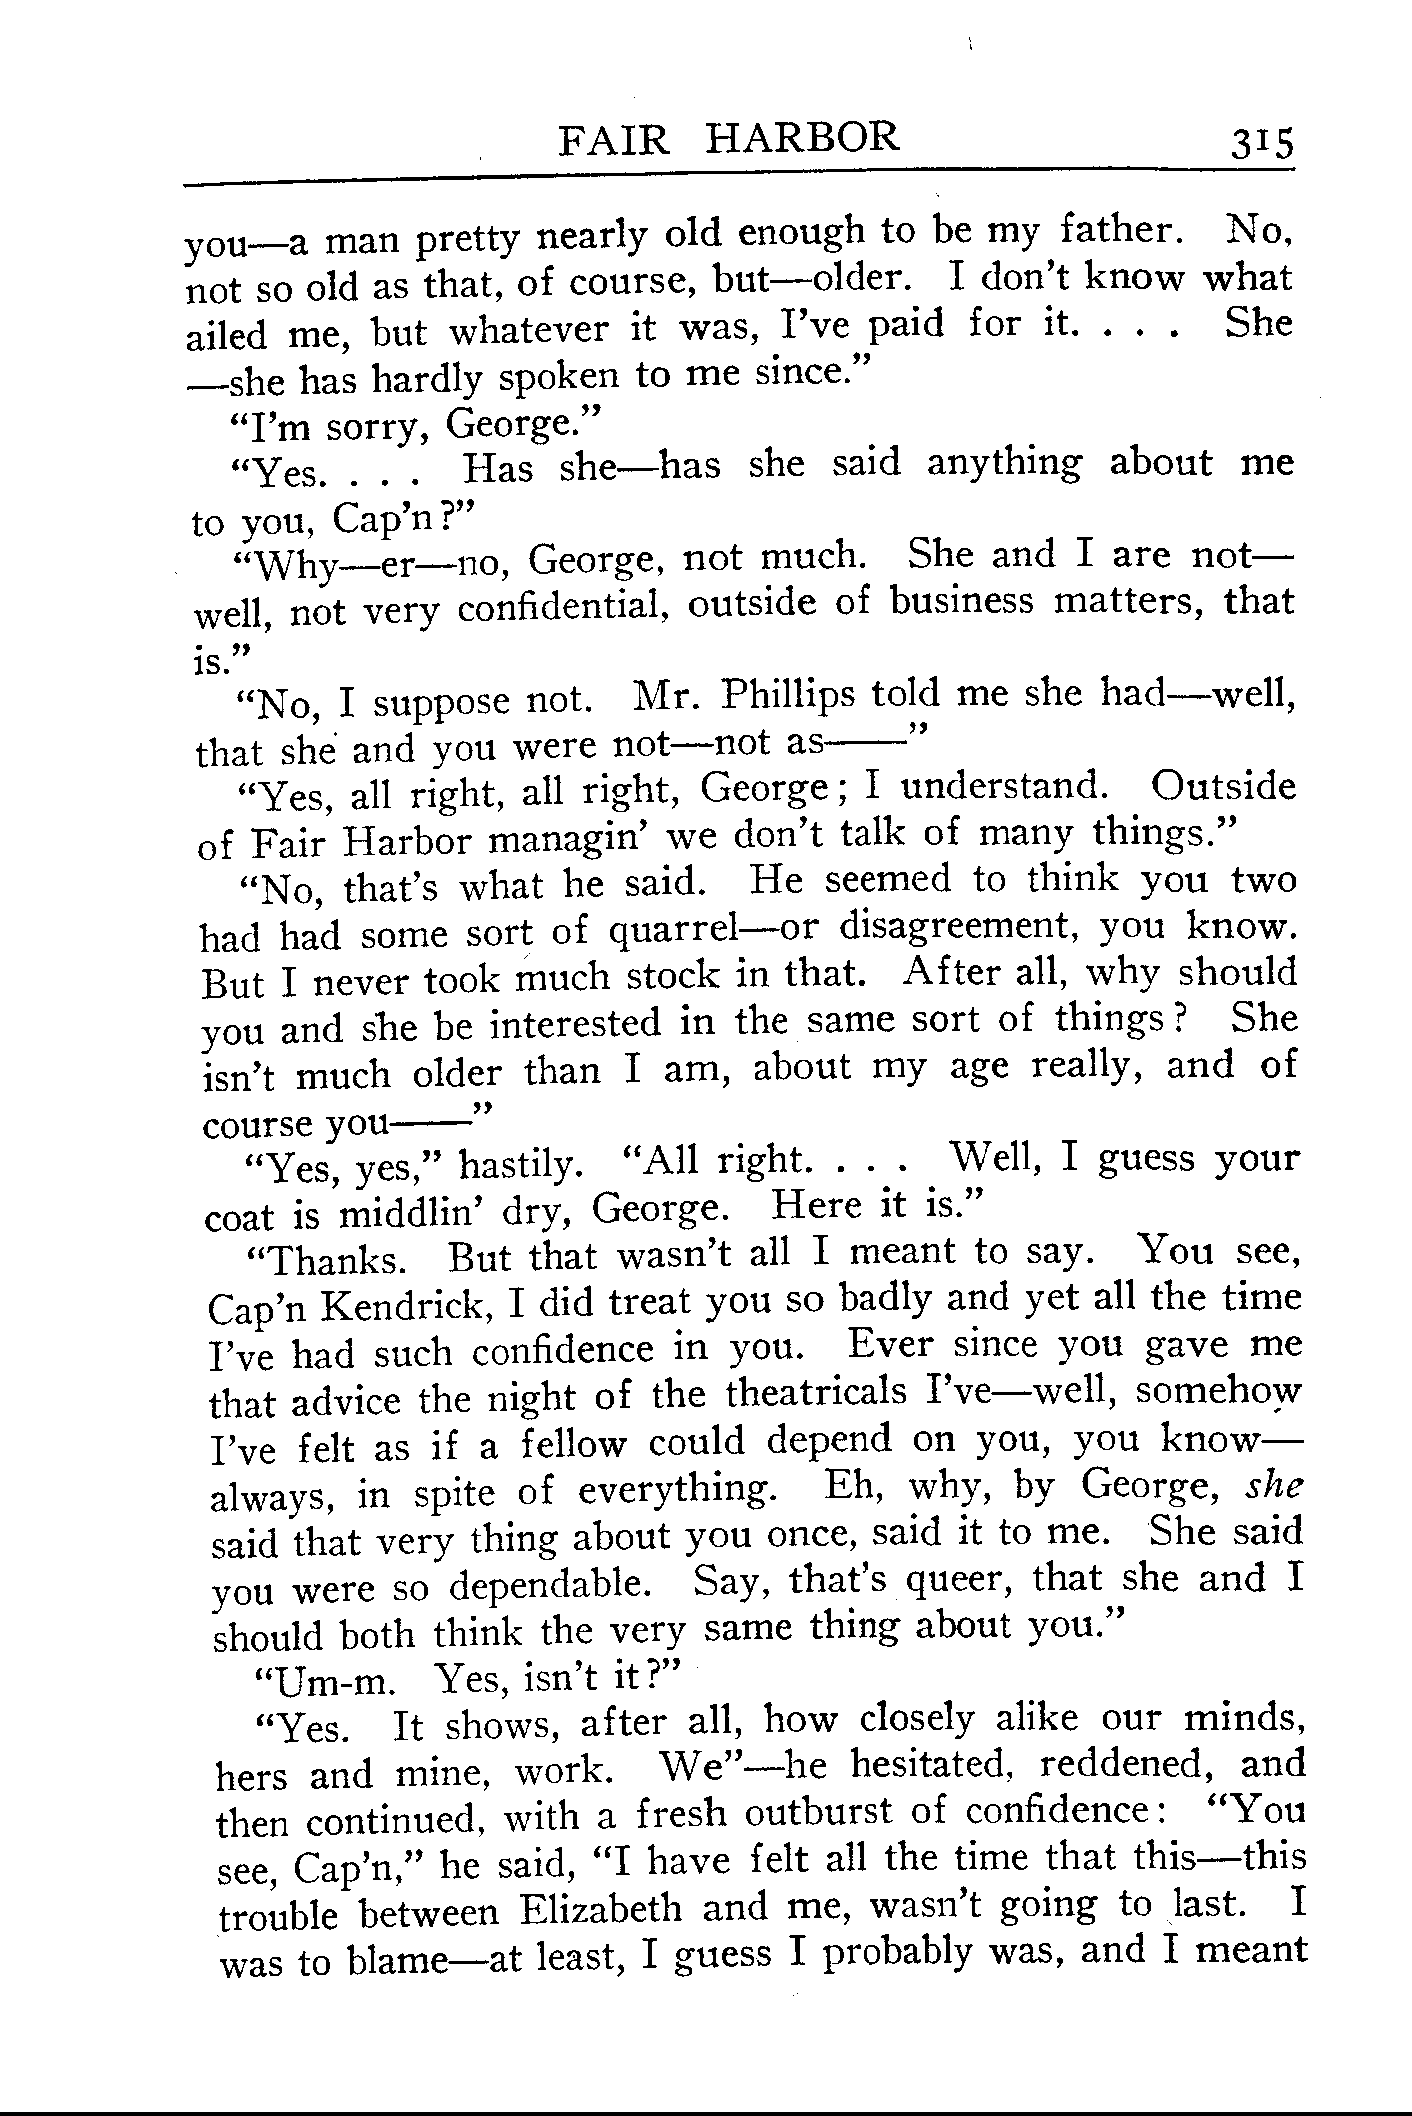 FAIR HARBOR 315
you—a man pretty nearly old enough to be my father. No,
not so old as that, of course, but—older. I don't know what
ailed me, but whatever it was, I've paid for it. . . . She
—she has hardly spoken to me since.”
“I'm sorry, George.”
“Yes. . . . Has she—has she said anything about me
to you, Cap'n?”
“Why—er—no, George, not much. She and I are not—
well, not very confidential, outside of business matters, that
is.”
“No, I suppose not. Mr. Phillips told me she had—well,
that she and you were not—not as——”
“Yes, all right, all right, George; I understand. Outside
of Fair Harbor managin' we don't talk of many things.”
“No, that's what he said. He seemed to think you two
had had some sort of quarrel—or disagreement, you know.
But I never took much stock in that. After all, why should
you and she be interested in the same sort of things? She
isn't much older than I am, about my age really, and of
course you——”
“Yes, yes,” hastily. “All right. . . . Well, I guess your
coat is middlin' dry, George. Here it is.”
“Thanks. But that wasn't all I meant to say. You see,
Cap'n Kendrick, I did treat you so badly and yet all the time
I've had such confidence in you. Ever since you gave me
that advice the night of the theatricals I've—well, somehow
I've felt as if a fellow could depend on you, you know—
always, in spite of everything. Eh, why, by George, she
said that very thing about you once, said it to me. She said
you were so dependable. Say, that's queer, that she and I
should both think the very same thing about you.”
“Um-m. Yes, isn't it?”
“Yes. It shows, after all, how closely alike our minds,
hers and mine, work. We”—he hesitated, reddened, and
then continued, with a fresh outburst of confidence: “You
see, Cap'n,” he said, “I have felt all the time that this—this
trouble between Elizabeth and me, wasn't going to last. I
was to blame—at least, I guess I probably was, and I meant